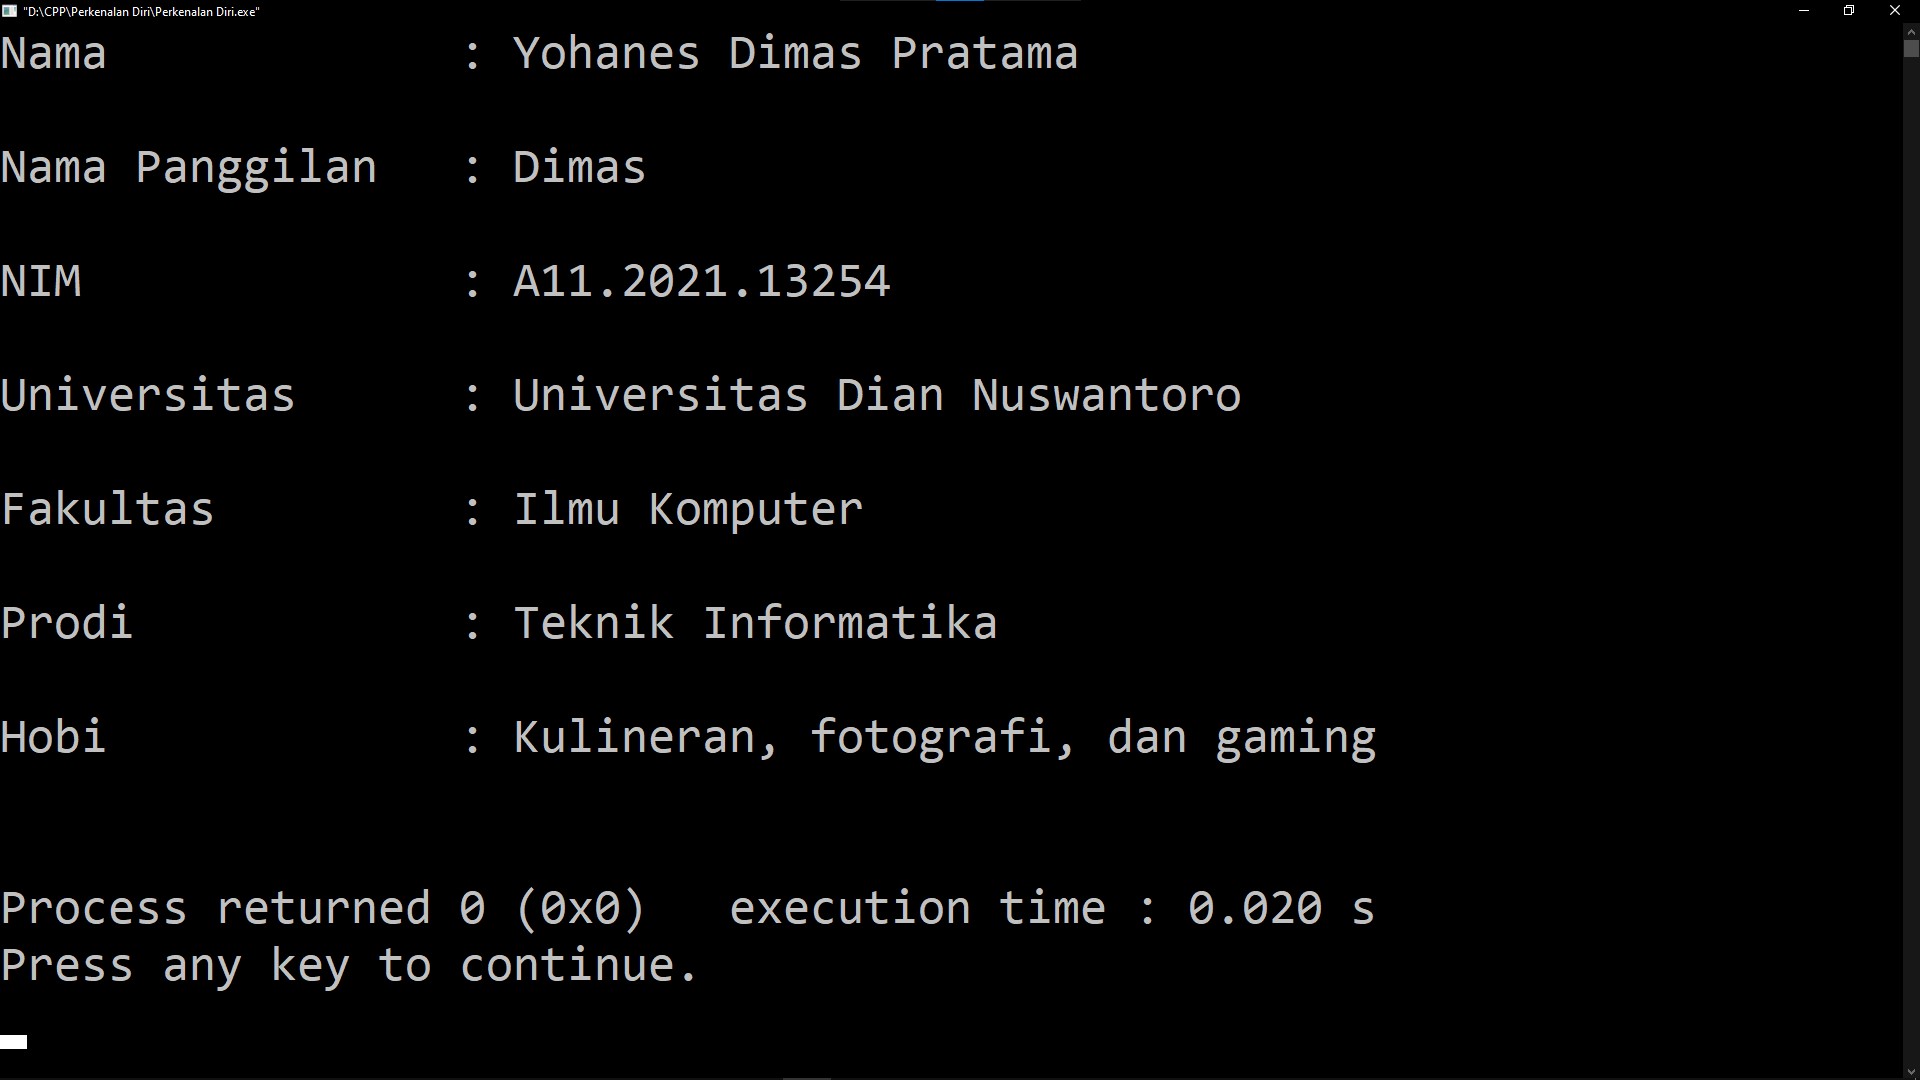 "D:\CPP\Perkenalan Diri\Perkenalan Diri.exe"
Nama : Yohanes Dimas Pratama
Nama Panggilan : Dimas
NIM : A11.2021.13254
Universitas : Universitas Dian Nuswantoro
Fakultas : Ilmu Komputer
Prodi : Teknik Informatika
Hobi : Kulineran, fotografi, dan gaming
Process returned 0 (0x0) execution time : 0.020 s
Press any key to continue.